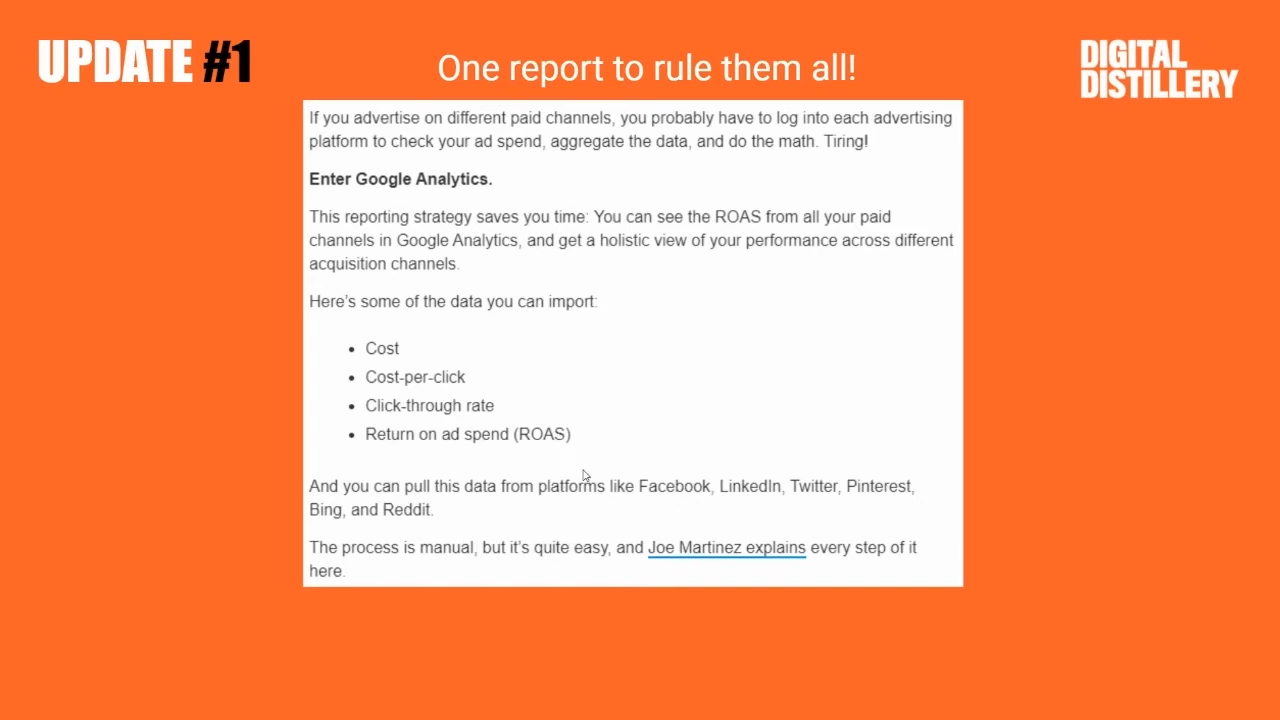 UPDATE #1
One report to rule them all!
DIGITAL
DISTILLERY
If you advertise on different paid channels, you probably have to log into each advertising
platform to check your ad spend, aggregate the data, and do the math. Tiring!
Enter Google Analytics.
This reporting strategy saves you time: You can see the ROAS from all your paid
channels in Google Analytics, and get a holistic view of your performance across different
acquisition channels.
Here’s some of the data you can import:
• Cost
• Cost-per-click
• Click-through rate
• Return on ad spend (ROAS)
And you can pull this data from platforms like Facebook, LinkedIn, Twitter, Pinterest,
Bing, and Reddit.
The process is manual, but it’s quite easy, and Joe Martinez explains every step of it
here.